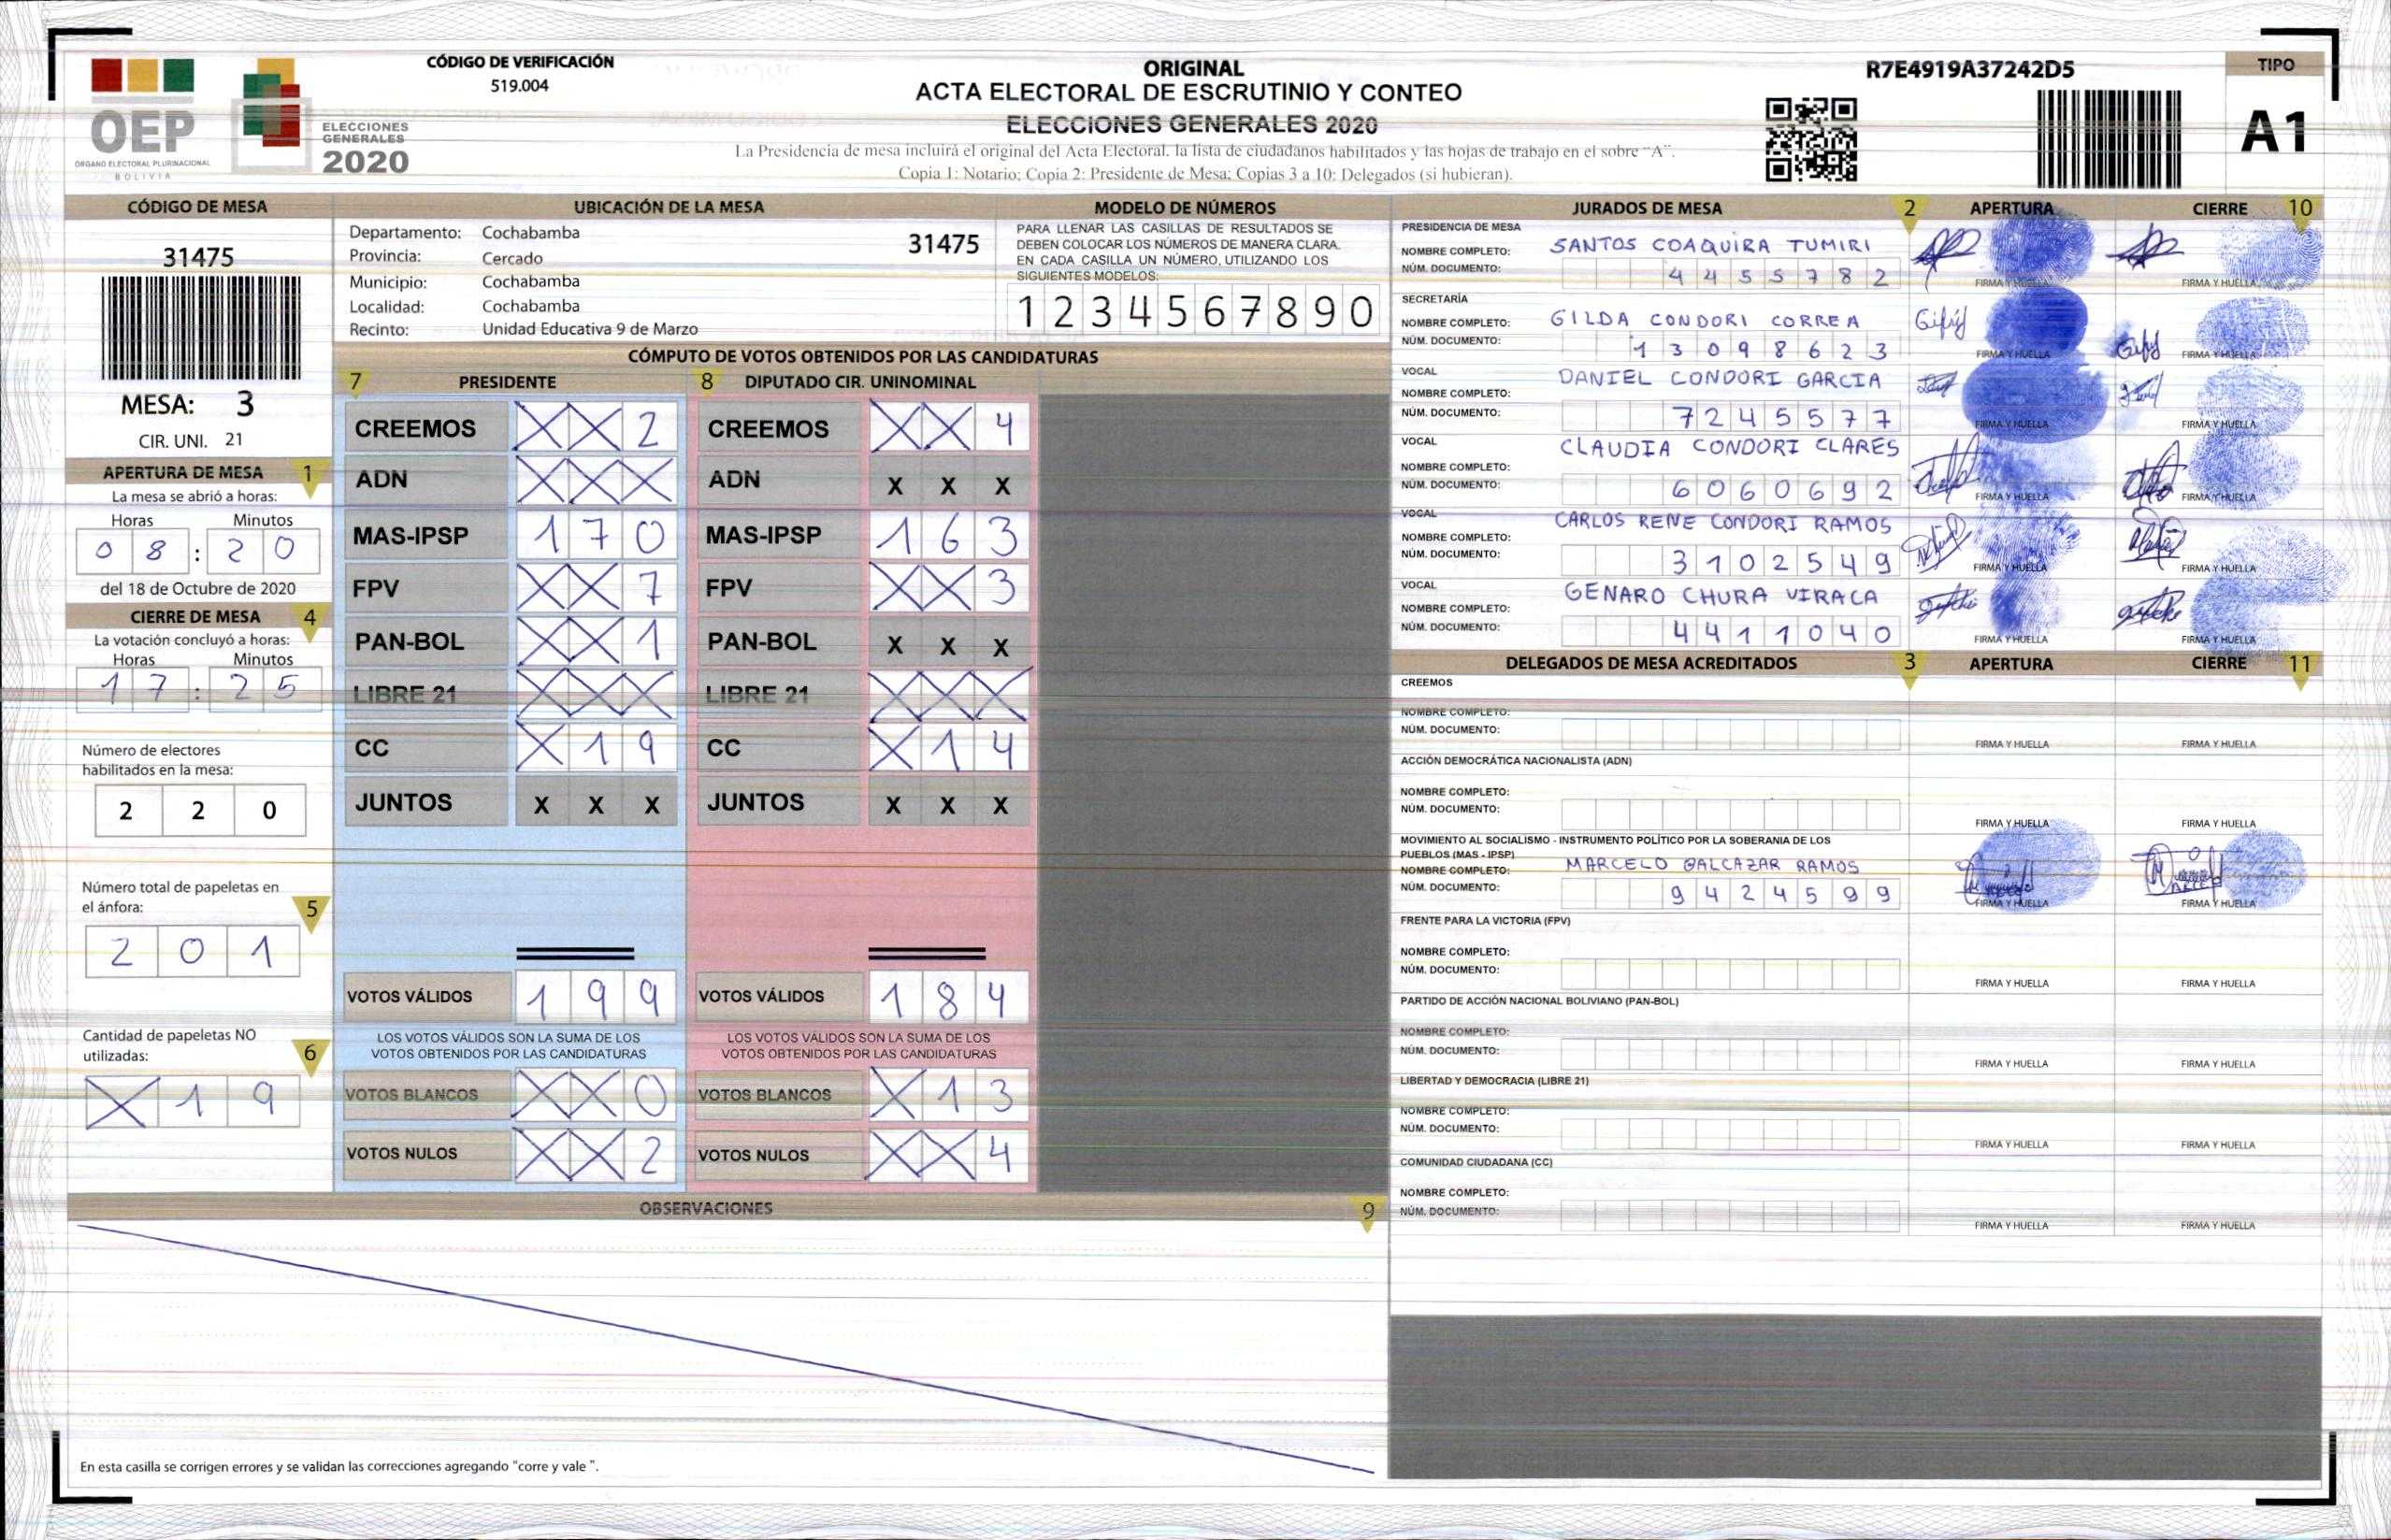 CÓDIGO DE VERIFICACIÓN
519.004
ORIGINAL
ACTA ELECTORAL DE ESCRUTINIO Y CONTEO
ELECCIONES GENERALES 2020
La Presidencia de mesa incluirá el original del Acta Electoral, la lista de ciudadanos habilitados y las hojas de trabajo en el sobre "A".
Copia 1: Notario; Copia 2: Presidente de Mesa; Copias 3 a 10: Delegados (si hubieran).
R7E4919A37242D5
TIPO
A1
OEP
ÓRGANO ELECTORAL PLURINACIONAL
BOLIVIA
ELECCIONES
GENERALES
2020
CÓDIGO DE MESA
31475
MESA: 3
CIR. UNI. 21
APERTURA DE MESA 1
La mesa se abrió a horas:
Horas Minutos
0 8 : 2 0
del 18 de Octubre de 2020
CIERRE DE MESA 4
La votación concluyó a horas:
Horas Minutos
1 7 : 2 5
Número de electores
habilitados en la mesa:
2 2 0
Número total de papeletas en
el ánfora:
5
2 0 1
Cantidad de papeletas NO
utilizadas:
6
X 1 9
UBICACIÓN DE LA MESA
Departamento: Cochabamba
31475
Provincia: Cercado
Municipio: Cochabamba
Localidad: Cochabamba
Recinto: Unidad Educativa 9 de Marzo
MODELO DE NÚMEROS
PARA LLENAR LAS CASILLAS DE RESULTADOS SE
DEBEN COLOCAR LOS NÚMEROS DE MANERA CLARA.
EN CADA CASILLA UN NÚMERO, UTILIZANDO LOS
SIGUIENTES MODELOS:
1 2 3 4 5 6 7 8 9 0
CÓMPUTO DE VOTOS OBTENIDOS POR LAS CANDIDATURAS
7 PRESIDENTE
CREEMOS X X 2
ADN X X X
MAS-IPSP 1 7 0
FPV X X 7
PAN-BOL X X 1
LIBRE 21 X X X
CC X 1 9
JUNTOS X X X
VOTOS VÁLIDOS 1 9 9
LOS VOTOS VÁLIDOS SON LA SUMA DE LOS
VOTOS OBTENIDOS POR LAS CANDIDATURAS
VOTOS BLANCOS X X 0
VOTOS NULOS X X 2
8 DIPUTADO CIR. UNINOMINAL
CREEMOS X X 4
ADN X X X
MAS-IPSP 1 6 3
FPV X X 3
PAN-BOL X X X
LIBRE 21 X X X
CC X 1 4
JUNTOS X X X
VOTOS VÁLIDOS 1 8 4
LOS VOTOS VÁLIDOS SON LA SUMA DE LOS
VOTOS OBTENIDOS POR LAS CANDIDATURAS
VOTOS BLANCOS X 1 3
VOTOS NULOS X X 4
OBSERVACIONES 9
En esta casilla se corrigen errores y se validan las correcciones agregando "corre y vale ".
JURADOS DE MESA 2 APERTURA CIERRE 10
PRESIDENCIA DE MESA
NOMBRE COMPLETO: SANTOS COAQUIRA TUMIRI
NÚM. DOCUMENTO: 4 4 5 5 7 8 2
FIRMA Y HUELLA FIRMA Y HUELLA
SECRETARÍA
NOMBRE COMPLETO: GILDA CONDORI CORREA
NÚM. DOCUMENTO: 1 3 0 9 8 6 2 3
FIRMA Y HUELLA FIRMA Y HUELLA
VOCAL
NOMBRE COMPLETO: DANIEL CONDORI GARCIA
NÚM. DOCUMENTO: 7 2 4 5 5 7 7
FIRMA Y HUELLA FIRMA Y HUELLA
VOCAL
NOMBRE COMPLETO: CLAUDIA CONDORI CLARES
NÚM. DOCUMENTO: 6 0 6 0 6 9 2
FIRMA Y HUELLA FIRMA Y HUELLA
VOCAL
NOMBRE COMPLETO: CARLOS RENE CONDORI RAMOS
NÚM. DOCUMENTO: 3 1 0 2 5 4 9
FIRMA Y HUELLA FIRMA Y HUELLA
VOCAL
NOMBRE COMPLETO: GENARO CHURA VIRACA
NÚM. DOCUMENTO: 4 4 1 1 0 4 0
FIRMA Y HUELLA FIRMA Y HUELLA
DELEGADOS DE MESA ACREDITADOS 3 APERTURA CIERRE 11
CREEMOS
NOMBRE COMPLETO:
NÚM. DOCUMENTO:
FIRMA Y HUELLA FIRMA Y HUELLA
ACCIÓN DEMOCRÁTICA NACIONALISTA (ADN)
NOMBRE COMPLETO:
NÚM. DOCUMENTO:
FIRMA Y HUELLA FIRMA Y HUELLA
MOVIMIENTO AL SOCIALISMO - INSTRUMENTO POLÍTICO POR LA SOBERANIA DE LOS
PUEBLOS (MAS - IPSP)
NOMBRE COMPLETO: MARCELO BALCAZAR RAMOS
NÚM. DOCUMENTO: 9 4 2 4 5 9 9
FIRMA Y HUELLA FIRMA Y HUELLA
FRENTE PARA LA VICTORIA (FPV)
NOMBRE COMPLETO:
NÚM. DOCUMENTO:
FIRMA Y HUELLA FIRMA Y HUELLA
PARTIDO DE ACCIÓN NACIONAL BOLIVIANO (PAN-BOL)
NOMBRE COMPLETO:
NÚM. DOCUMENTO:
FIRMA Y HUELLA FIRMA Y HUELLA
LIBERTAD Y DEMOCRACIA (LIBRE 21)
NOMBRE COMPLETO:
NÚM. DOCUMENTO:
FIRMA Y HUELLA FIRMA Y HUELLA
COMUNIDAD CIUDADANA (CC)
NOMBRE COMPLETO:
NÚM. DOCUMENTO:
FIRMA Y HUELLA FIRMA Y HUELLA